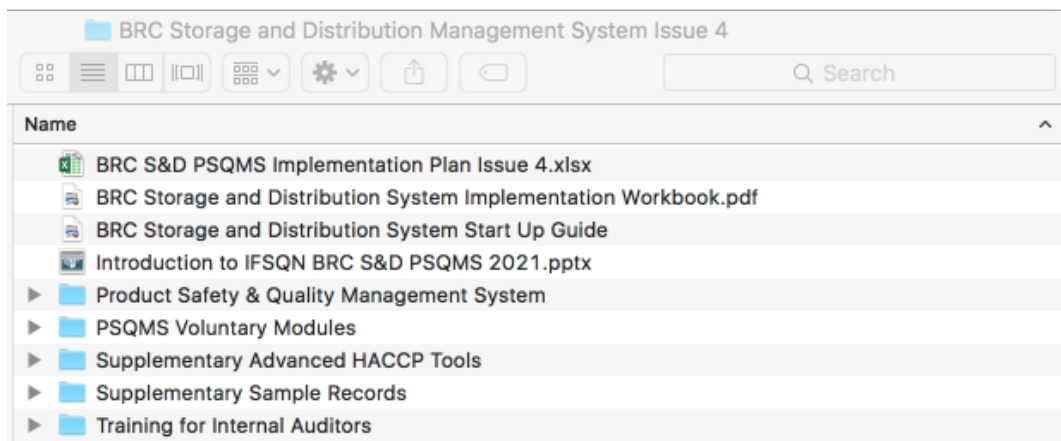 BRC Storage and Distribution Management System Issue 4
Search
Name
BRC S&D PSQMS Implementation Plan Issue 4.xlsx
BRC Storage and Distribution System Implementation Workbook.pdf
BRC Storage and Distribution System Start Up Guide
Introduction to IFSQN BRC S&D PSQMS 2021.pptx
Product Safety & Quality Management System
PSQMS Voluntary Modules
Supplementary Advanced HACCP Tools
Supplementary Sample Records
Training for Internal Auditors